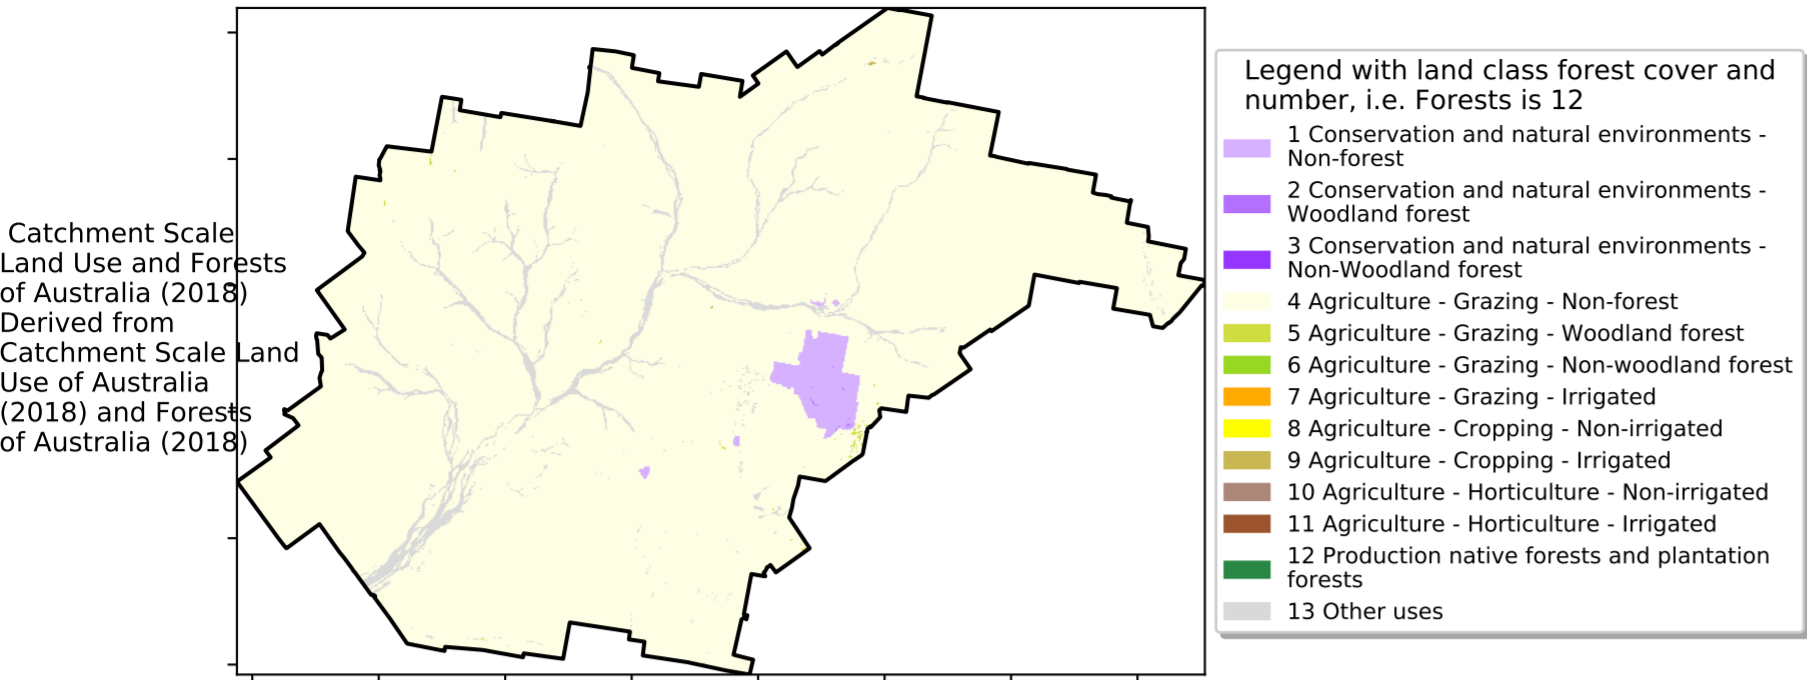 Catchment Scale
Land Use and Forests
of Australia (2018)
Derived from
Catchment Scale Land
Use of Australia
(2018) and Forests
of Australia (2018)
Legend with land class forest cover and
number, i.e. Forests is 12
1 Conservation and natural environments -
Non-forest
2 Conservation and natural environments -
Woodland forest
3 Conservation and natural environments -
Non-Woodland forest
4 Agriculture - Grazing - Non-forest
5 Agriculture - Grazing - Woodland forest
6 Agriculture - Grazing - Non-woodland forest
7 Agriculture - Grazing - Irrigated
8 Agriculture - Cropping - Non-irrigated
9 Agriculture - Cropping - Irrigated
10 Agriculture - Horticulture - Non-irrigated
11 Agriculture - Horticulture - Irrigated
12 Production native forests and plantation
forests
13 Other uses